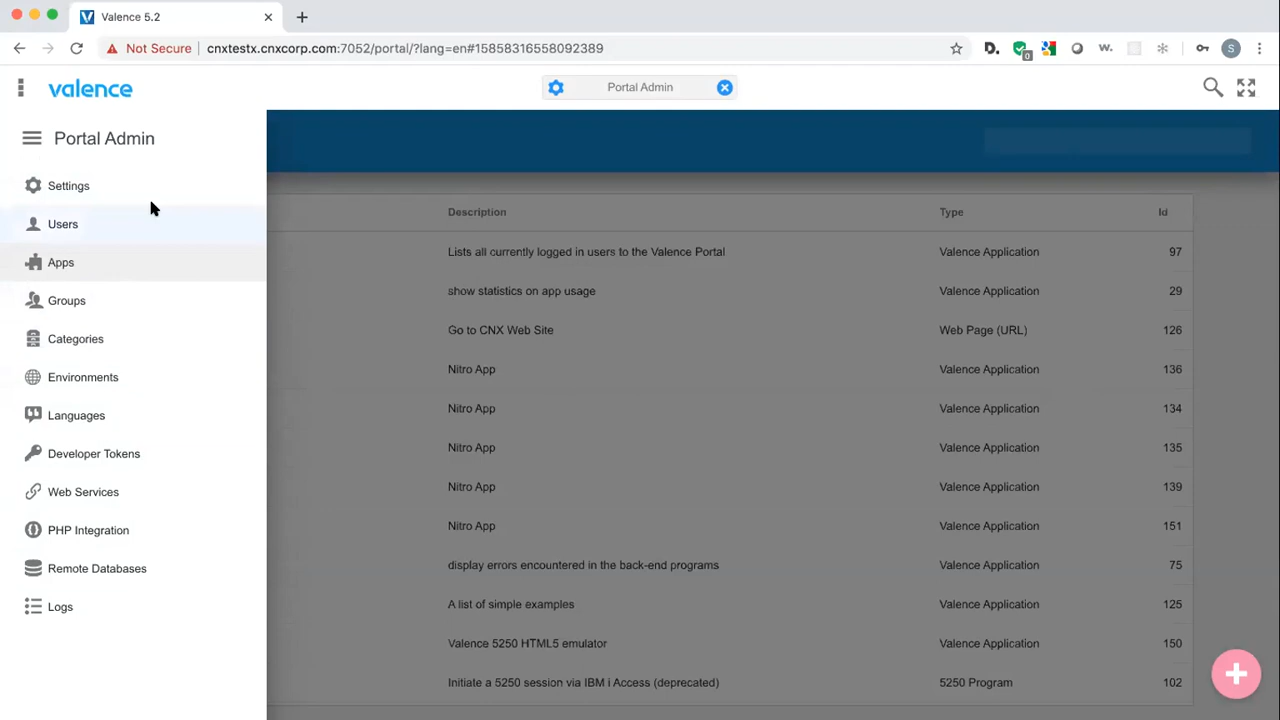 Valence 5.2
Not Secure
cnxtestx.cnxcorp.com:7052/portal/?lang=en#15858316558092389
D.
0
w.
S
valence
Portal Admin
Portal Admin
Settings
Users
Apps
Groups
Categories
Environments
Languages
Developer Tokens
Web Services
PHP Integration
Remote Databases
Logs
Description Type Id
Lists all currently logged in users to the Valence Portal Valence Application 97
show statistics on app usage Valence Application 29
Go to CNX Web Site Web Page (URL) 126
Nitro App Valence Application 136
Nitro App Valence Application 134
Nitro App Valence Application 135
Nitro App Valence Application 139
Nitro App Valence Application 151
display errors encountered in the back-end programs Valence Application 75
A list of simple examples Valence Application 125
Valence 5250 HTML5 emulator Valence Application 150
Initiate a 5250 session via IBM i Access (deprecated) 5250 Program 102